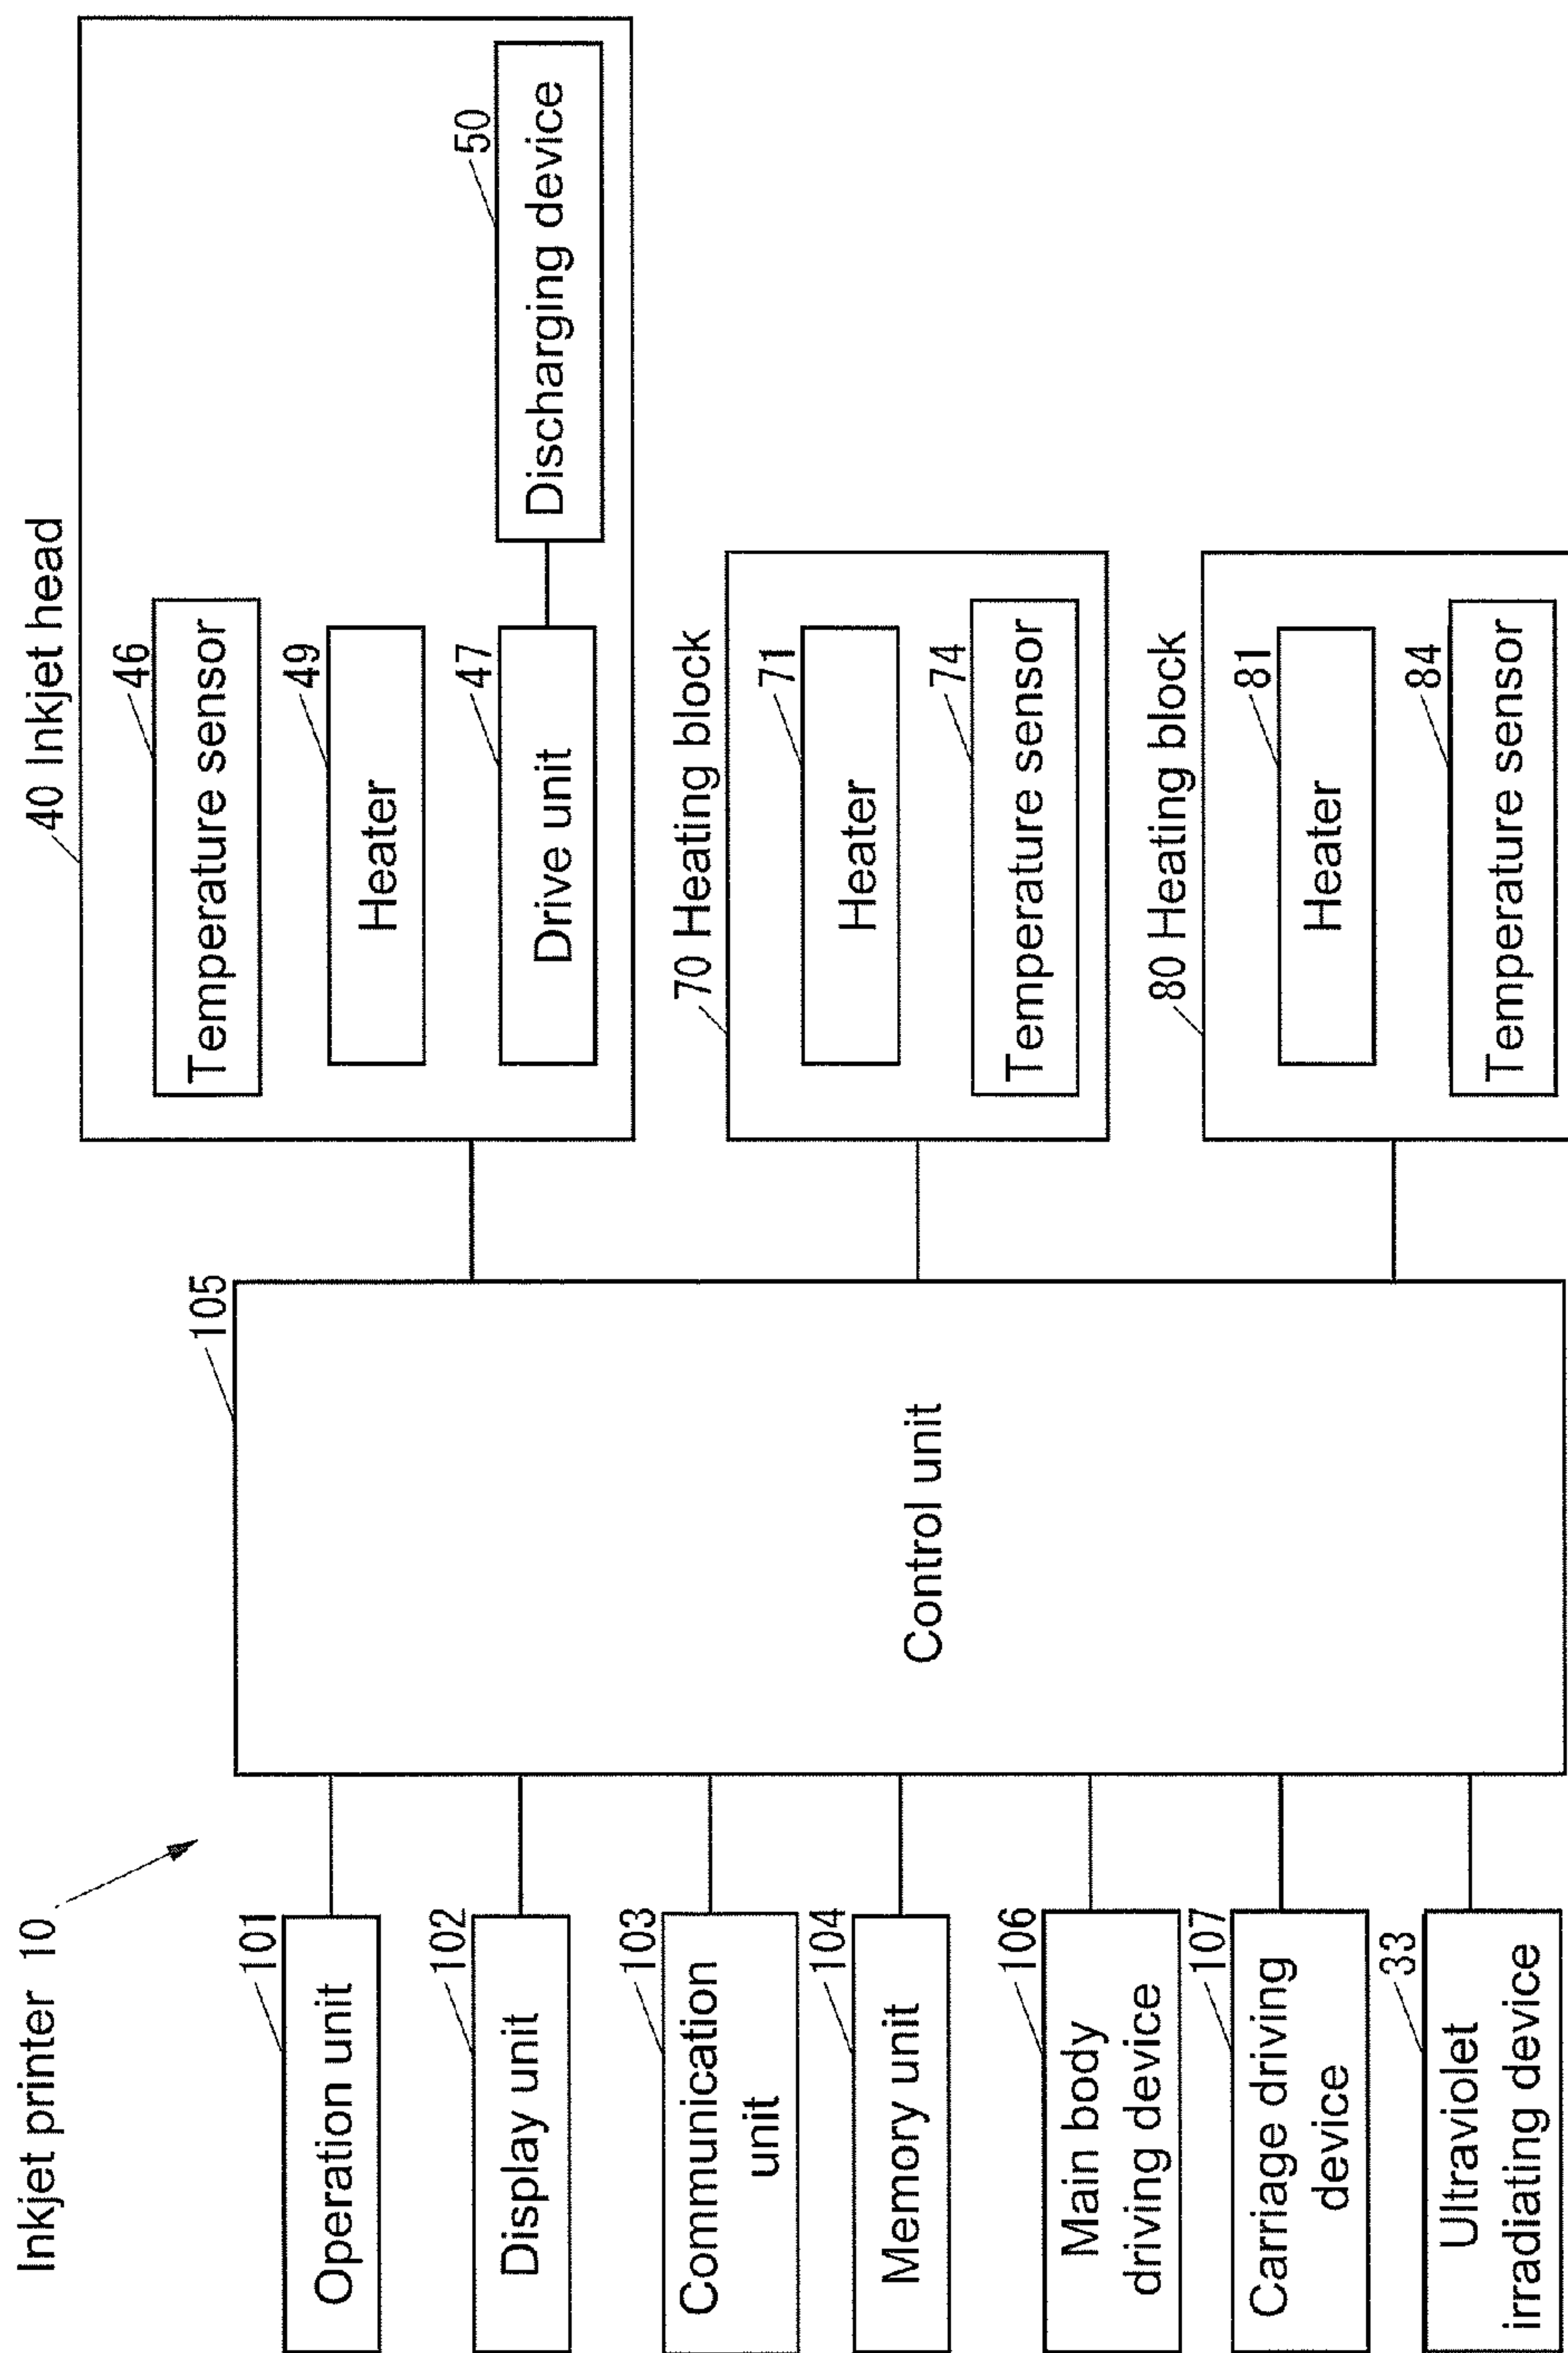 Inkjet printer 10
101
Operation unit
102
Display unit
103
Communication
unit
104
Memory unit
106
Main body
driving device
107
Carriage driving
device
33
Ultraviolet
irradiating device
105
Control unit
40 Inkjet head
46
Temperature sensor
49
Heater
47
Drive unit
50
Discharging device
70 Heating block
71
Heater
74
Temperature sensor
80 Heating block
81
Heater
84
Temperature sensor